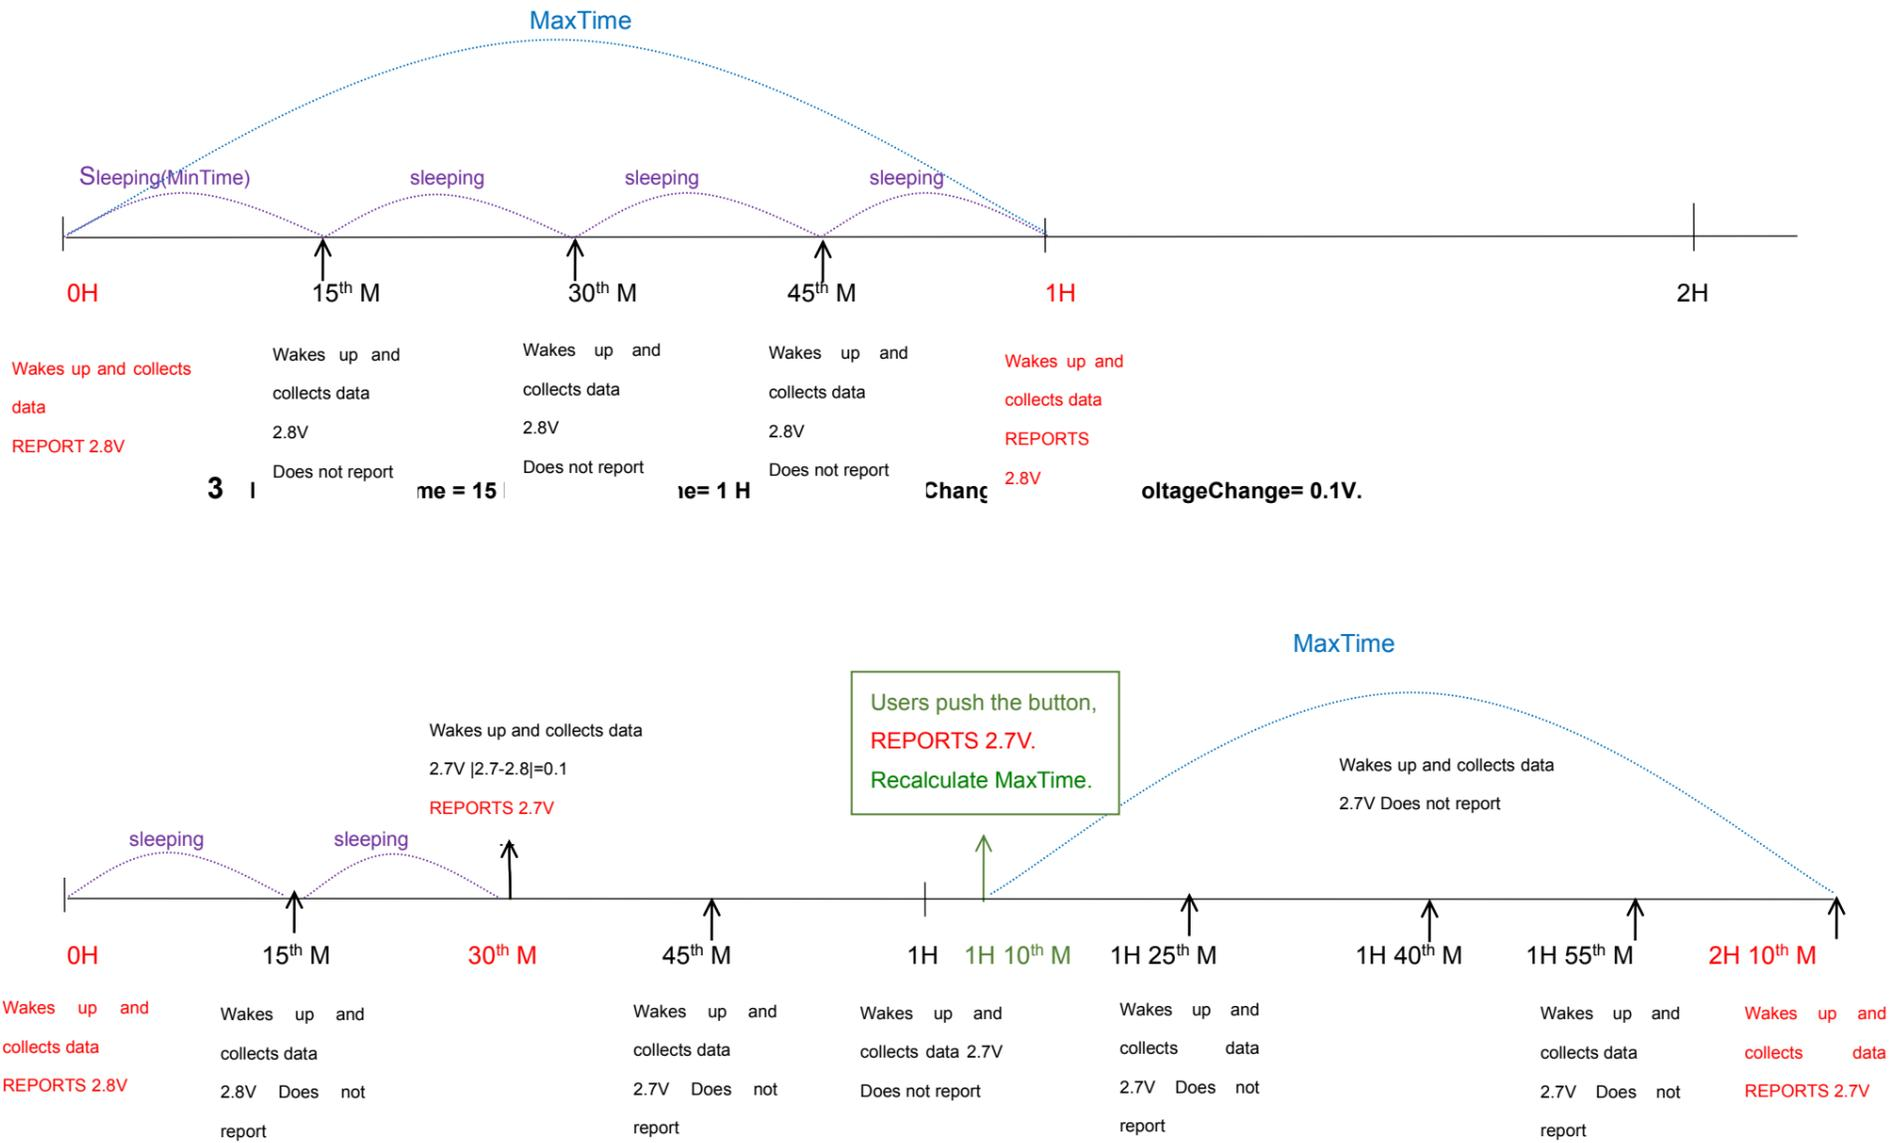 MaxTime
Sleeping(MinTime)
sleeping
sleeping
sleeping
0H
15th M
30th M
45th M
1H
2H
Wakes up and collects
data
REPORT 2.8V
Wakes up and
collects data
2.8V
Does not report
Wakes up and
collects data
2.8V
Does not report
Wakes up and
collects data
2.8V
Does not report
Wakes up and
collects data
REPORTS
2.8V
3 me = 15 e= 1 H Chang oltageChange= 0.1V.
MaxTime
Users push the button,
REPORTS 2.7V.
Recalculate MaxTime.
Wakes up and collects data
2.7V |2.7-2.8|=0.1
REPORTS 2.7V
Wakes up and collects data
2.7V Does not report
sleeping
sleeping
0H
15th M
30th M
45th M
1H
1H 10th M
1H 25th M
1H 40th M
1H 55th M
2H 10th M
Wakes up and
collects data
REPORTS 2.8V
Wakes up and
collects data
2.8V Does not
report
Wakes up and
collects data
2.7V Does not
report
Wakes up and
collects data 2.7V
Does not report
Wakes up and
collects data
2.7V Does not
report
Wakes up and
collects data
2.7V Does not
report
Wakes up and
collects data
REPORTS 2.7V